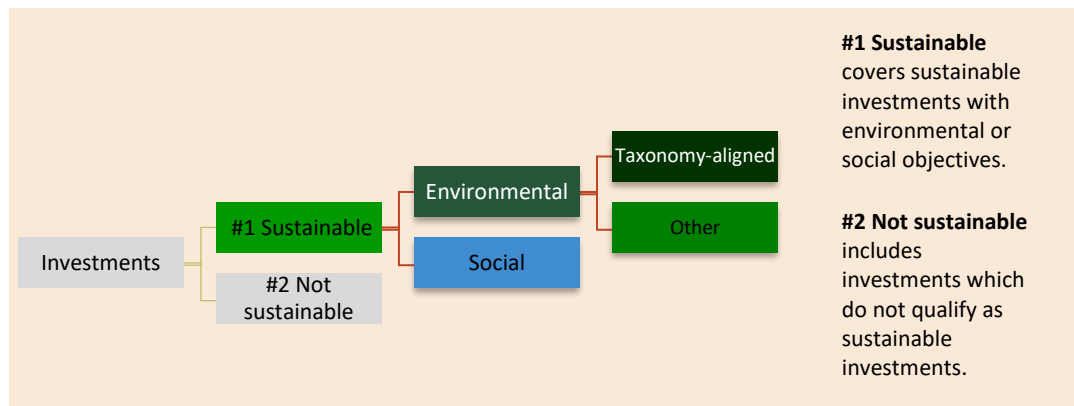 Investments
#1 Sustainable
#2 Not
sustainable
Environmental
Social
Taxonomy-aligned
Other
#1 Sustainable
covers sustainable
investments with
environmental or
social objectives.
#2 Not sustainable
includes
investments which
do not qualify as
sustainable
investments.